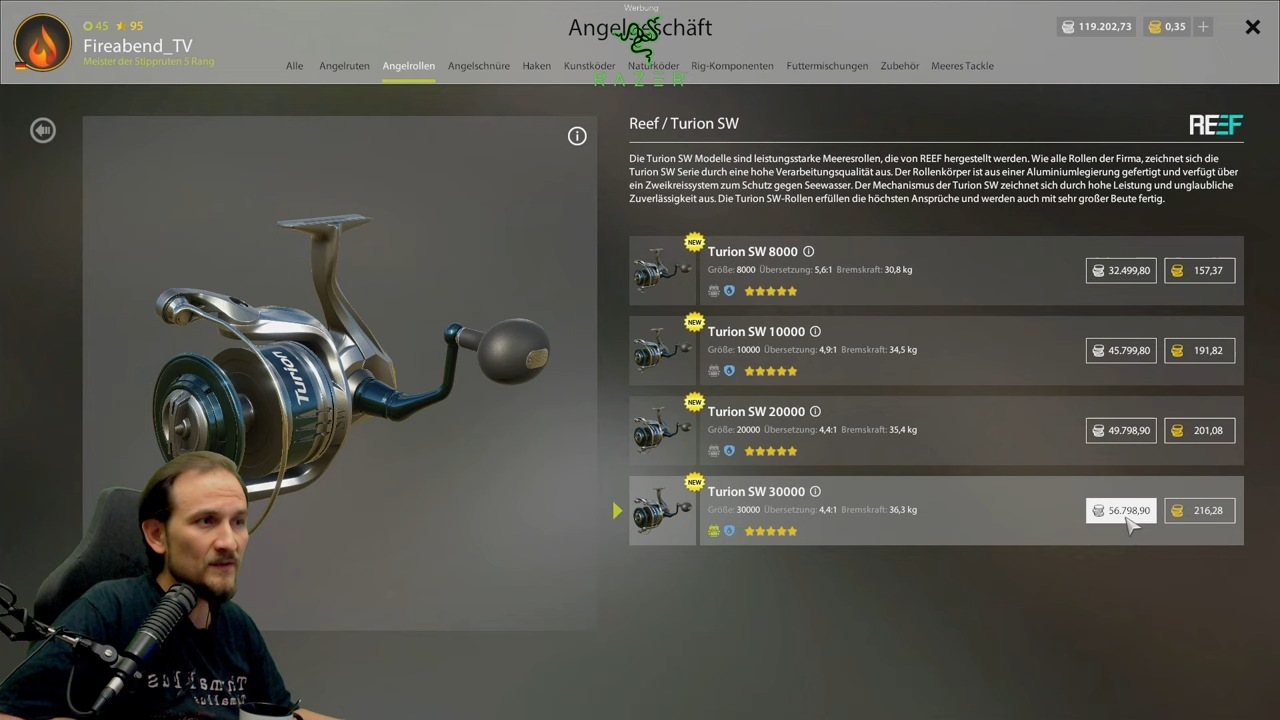 Werbung
45 95
Fireabend_TV
Meister der Stipprutен 5 Rang
Angelgeschäft
RAZER
119.202,73 0,35
Alle Angelruten Angelrollen Angelschnüre Haken Kunstköder Naturköder Rig-Komponenten Futtermischungen Zubehör Meeres Tackle
Reef / Turion SW
REEF
Die Turion SW Modelle sind leistungsstarke Meeresrollen, die von REEF hergestellt werden. Wie alle Rollen der Firma, zeichnet sich die
Turion SW Serie durch eine hohe Verarbeitungsqualität aus. Der Rollenkörper ist aus einer Aluminiumlegierung gefertigt und verfügt über
ein Zweikreissystem zum Schutz gegen Seewasser. Der Mechanismus der Turion SW zeichnet sich durch hohe Leistung und unglaubliche
Zuverlässigkeit aus. Die Turion SW-Rollen erfüllen die höchsten Ansprüche und werden auch mit sehr großer Beute fertig.
NEW
Turion SW 8000
Größe: 8000 Übersetzung: 5,6:1 Bremskraft: 30,8 kg
32.499,80 157,37
NEW
Turion SW 10000
Größe: 10000 Übersetzung: 4,9:1 Bremskraft: 34,5 kg
45.799,80 191,82
NEW
Turion SW 20000
Größe: 20000 Übersetzung: 4,4:1 Bremskraft: 35,4 kg
49.798,90 201,08
NEW
Turion SW 30000
Größe: 30000 Übersetzung: 4,4:1 Bremskraft: 36,3 kg
56.798,90 216,28
Turion